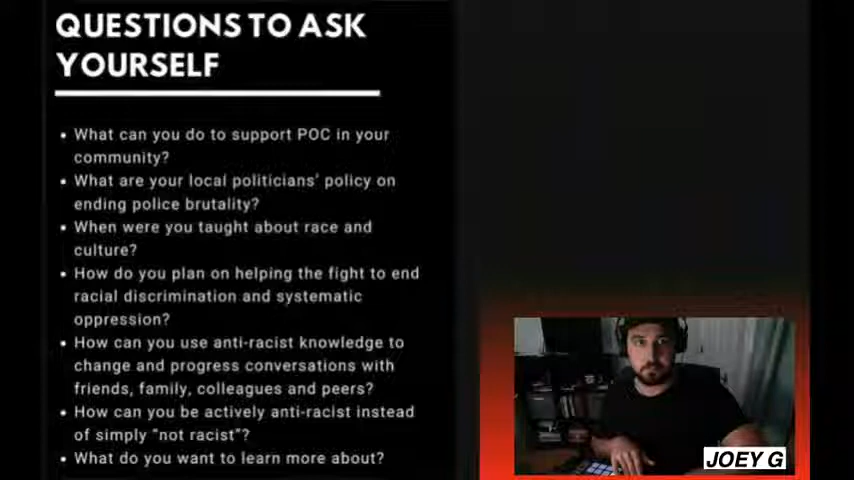 QUESTIONS TO ASK
YOURSELF
• What can you do to support POC in your
community?
• What are your local politicians' policy on
ending police brutality?
• When were you taught about race and
culture?
• How do you plan on helping the fight to end
racial discrimination and systematic
oppression?
• How can you use anti-racist knowledge to
change and progress conversations with
friends, family, colleagues and peers?
• How can you be actively anti-racist instead
of simply "not racist"?
• What do you want to learn more about?
JOEY G